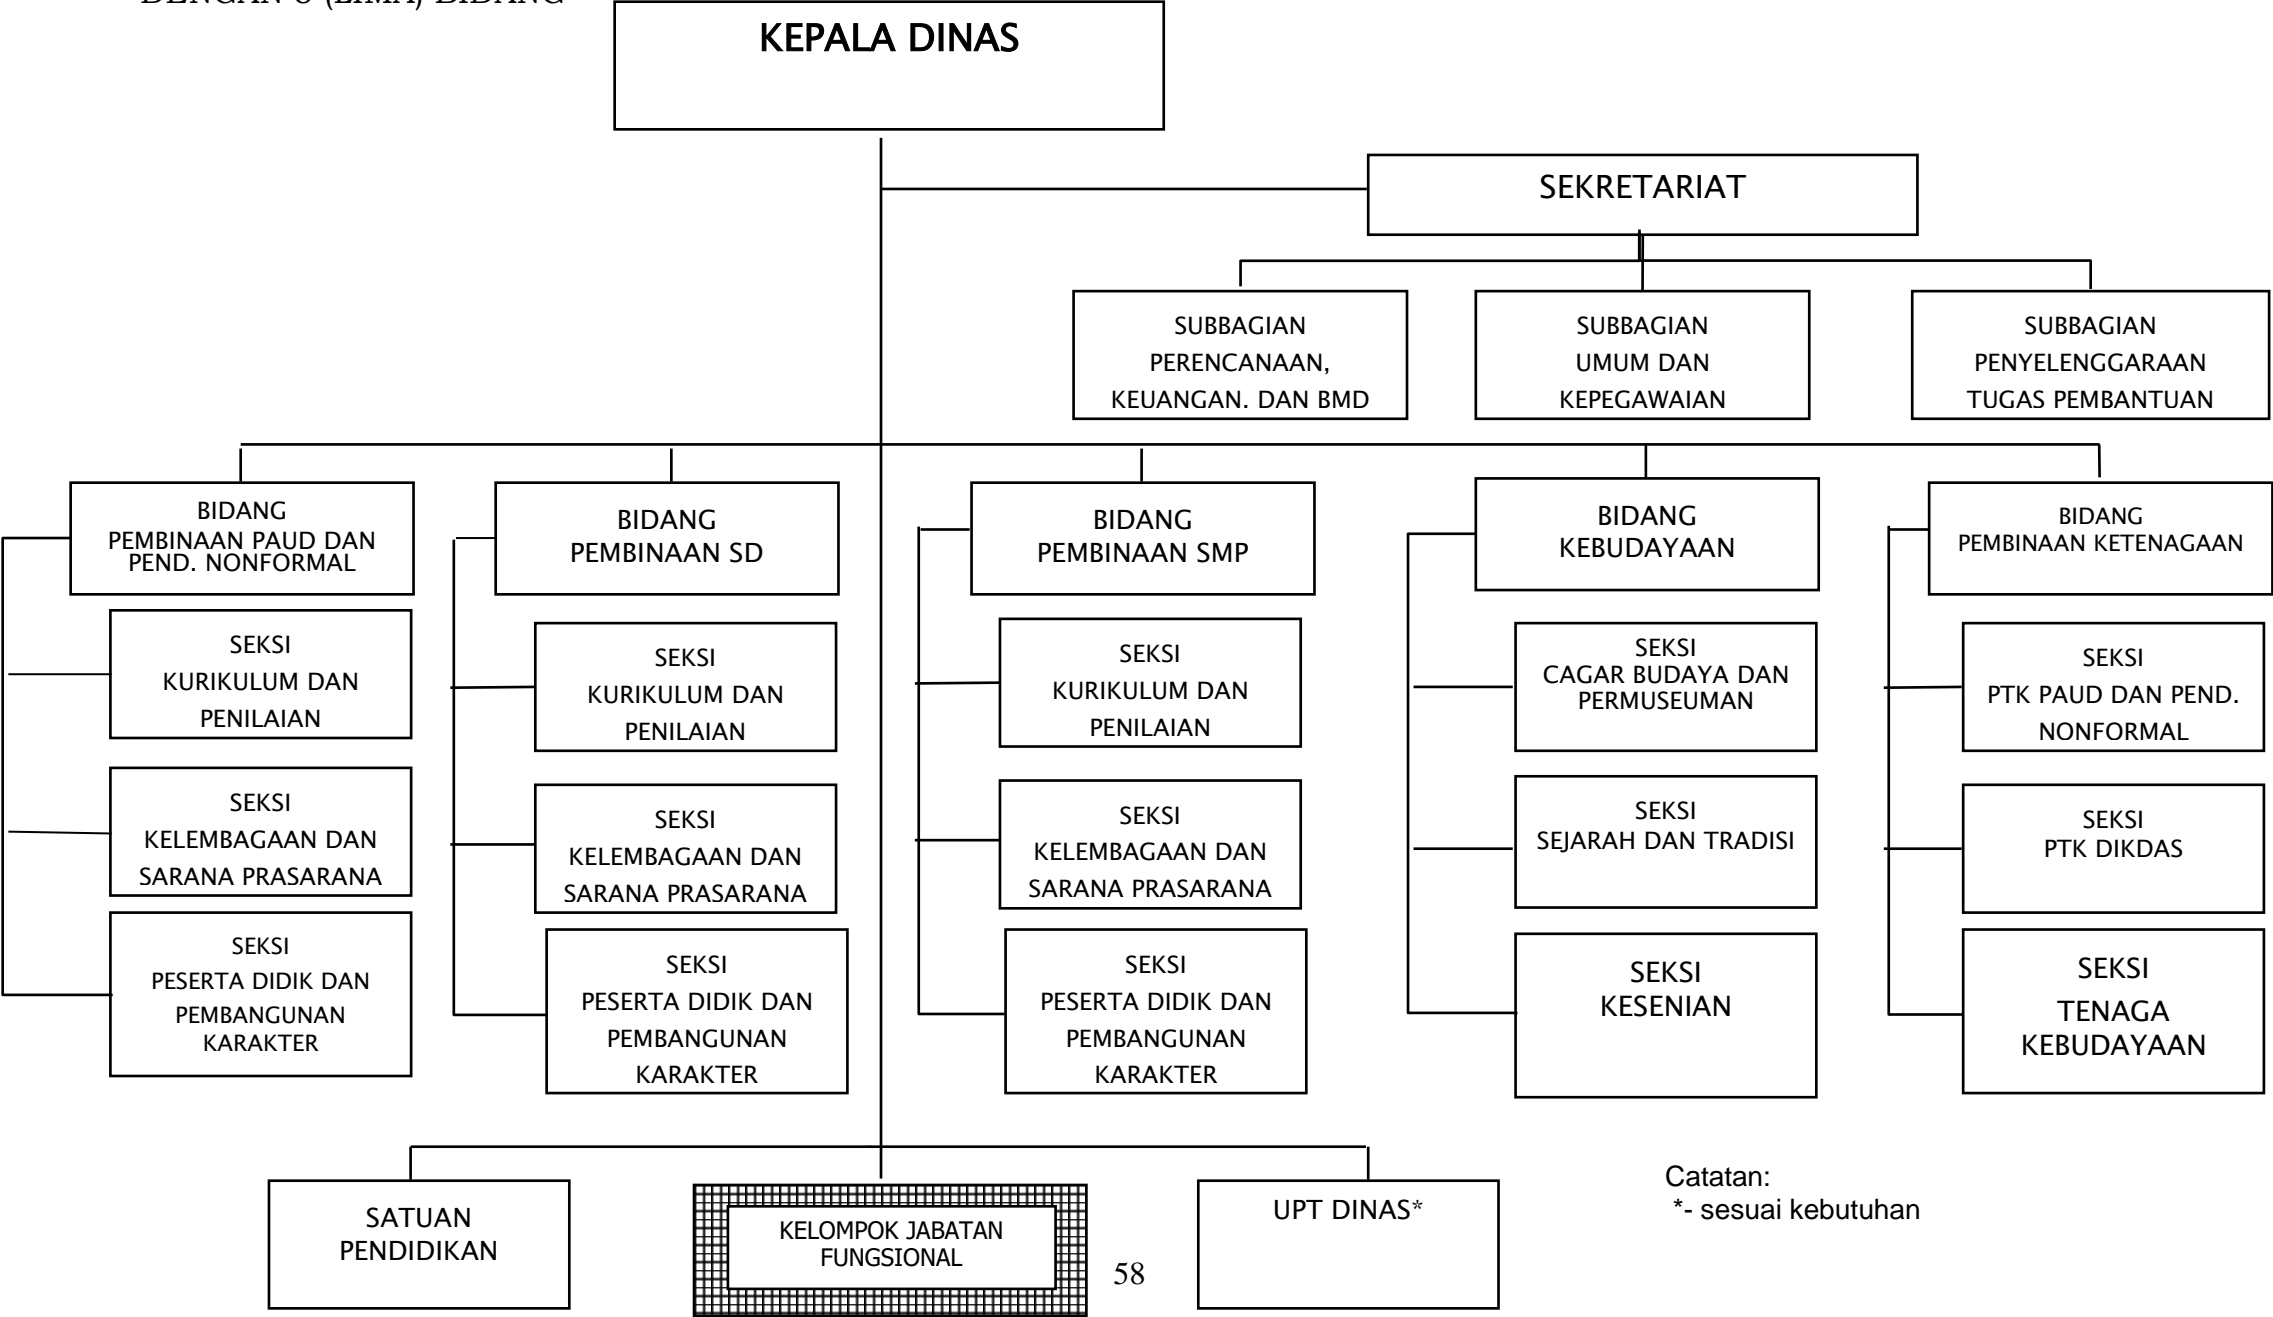 DENGAN 5 (LIMA) BIDANG
KEPALA DINAS
SEKRETARIAT
SUBBAGIAN
PERENCANAAN,
KEUANGAN. DAN BMD
SUBBAGIAN
UMUM DAN
KEPEGAWAIAN
SUBBAGIAN
PENYELENGGARAAN
TUGAS PEMBANTUAN
BIDANG
PEMBINAAN PAUD DAN
PEND. NONFORMAL
BIDANG
PEMBINAAN SD
BIDANG
PEMBINAAN SMP
BIDANG
KEBUDAYAAN
BIDANG
PEMBINAAN KETENAGAAN
SEKSI
KURIKULUM DAN
PENILAIAN
SEKSI
KURIKULUM DAN
PENILAIAN
SEKSI
KURIKULUM DAN
PENILAIAN
SEKSI
CAGAR BUDAYA DAN
PERMUSEUMAN
SEKSI
PTK PAUD DAN PEND.
NONFORMAL
SEKSI
KELEMBAGAAN DAN
SARANA PRASARANA
SEKSI
KELEMBAGAAN DAN
SARANA PRASARANA
SEKSI
KELEMBAGAAN DAN
SARANA PRASARANA
SEKSI
SEJARAH DAN TRADISI
SEKSI
PTK DIKDAS
SEKSI
PESERTA DIDIK DAN
PEMBANGUNAN
KARAKTER
SEKSI
PESERTA DIDIK DAN
PEMBANGUNAN
KARAKTER
SEKSI
PESERTA DIDIK DAN
PEMBANGUNAN
KARAKTER
SEKSI
KESENIAN
SEKSI
TENAGA
KEBUDAYAAN
SATUAN
PENDIDIKAN
KELOMPOK JABATAN
FUNGSIONAL
58
UPT DINAS*
Catatan:
*- sesuai kebutuhan